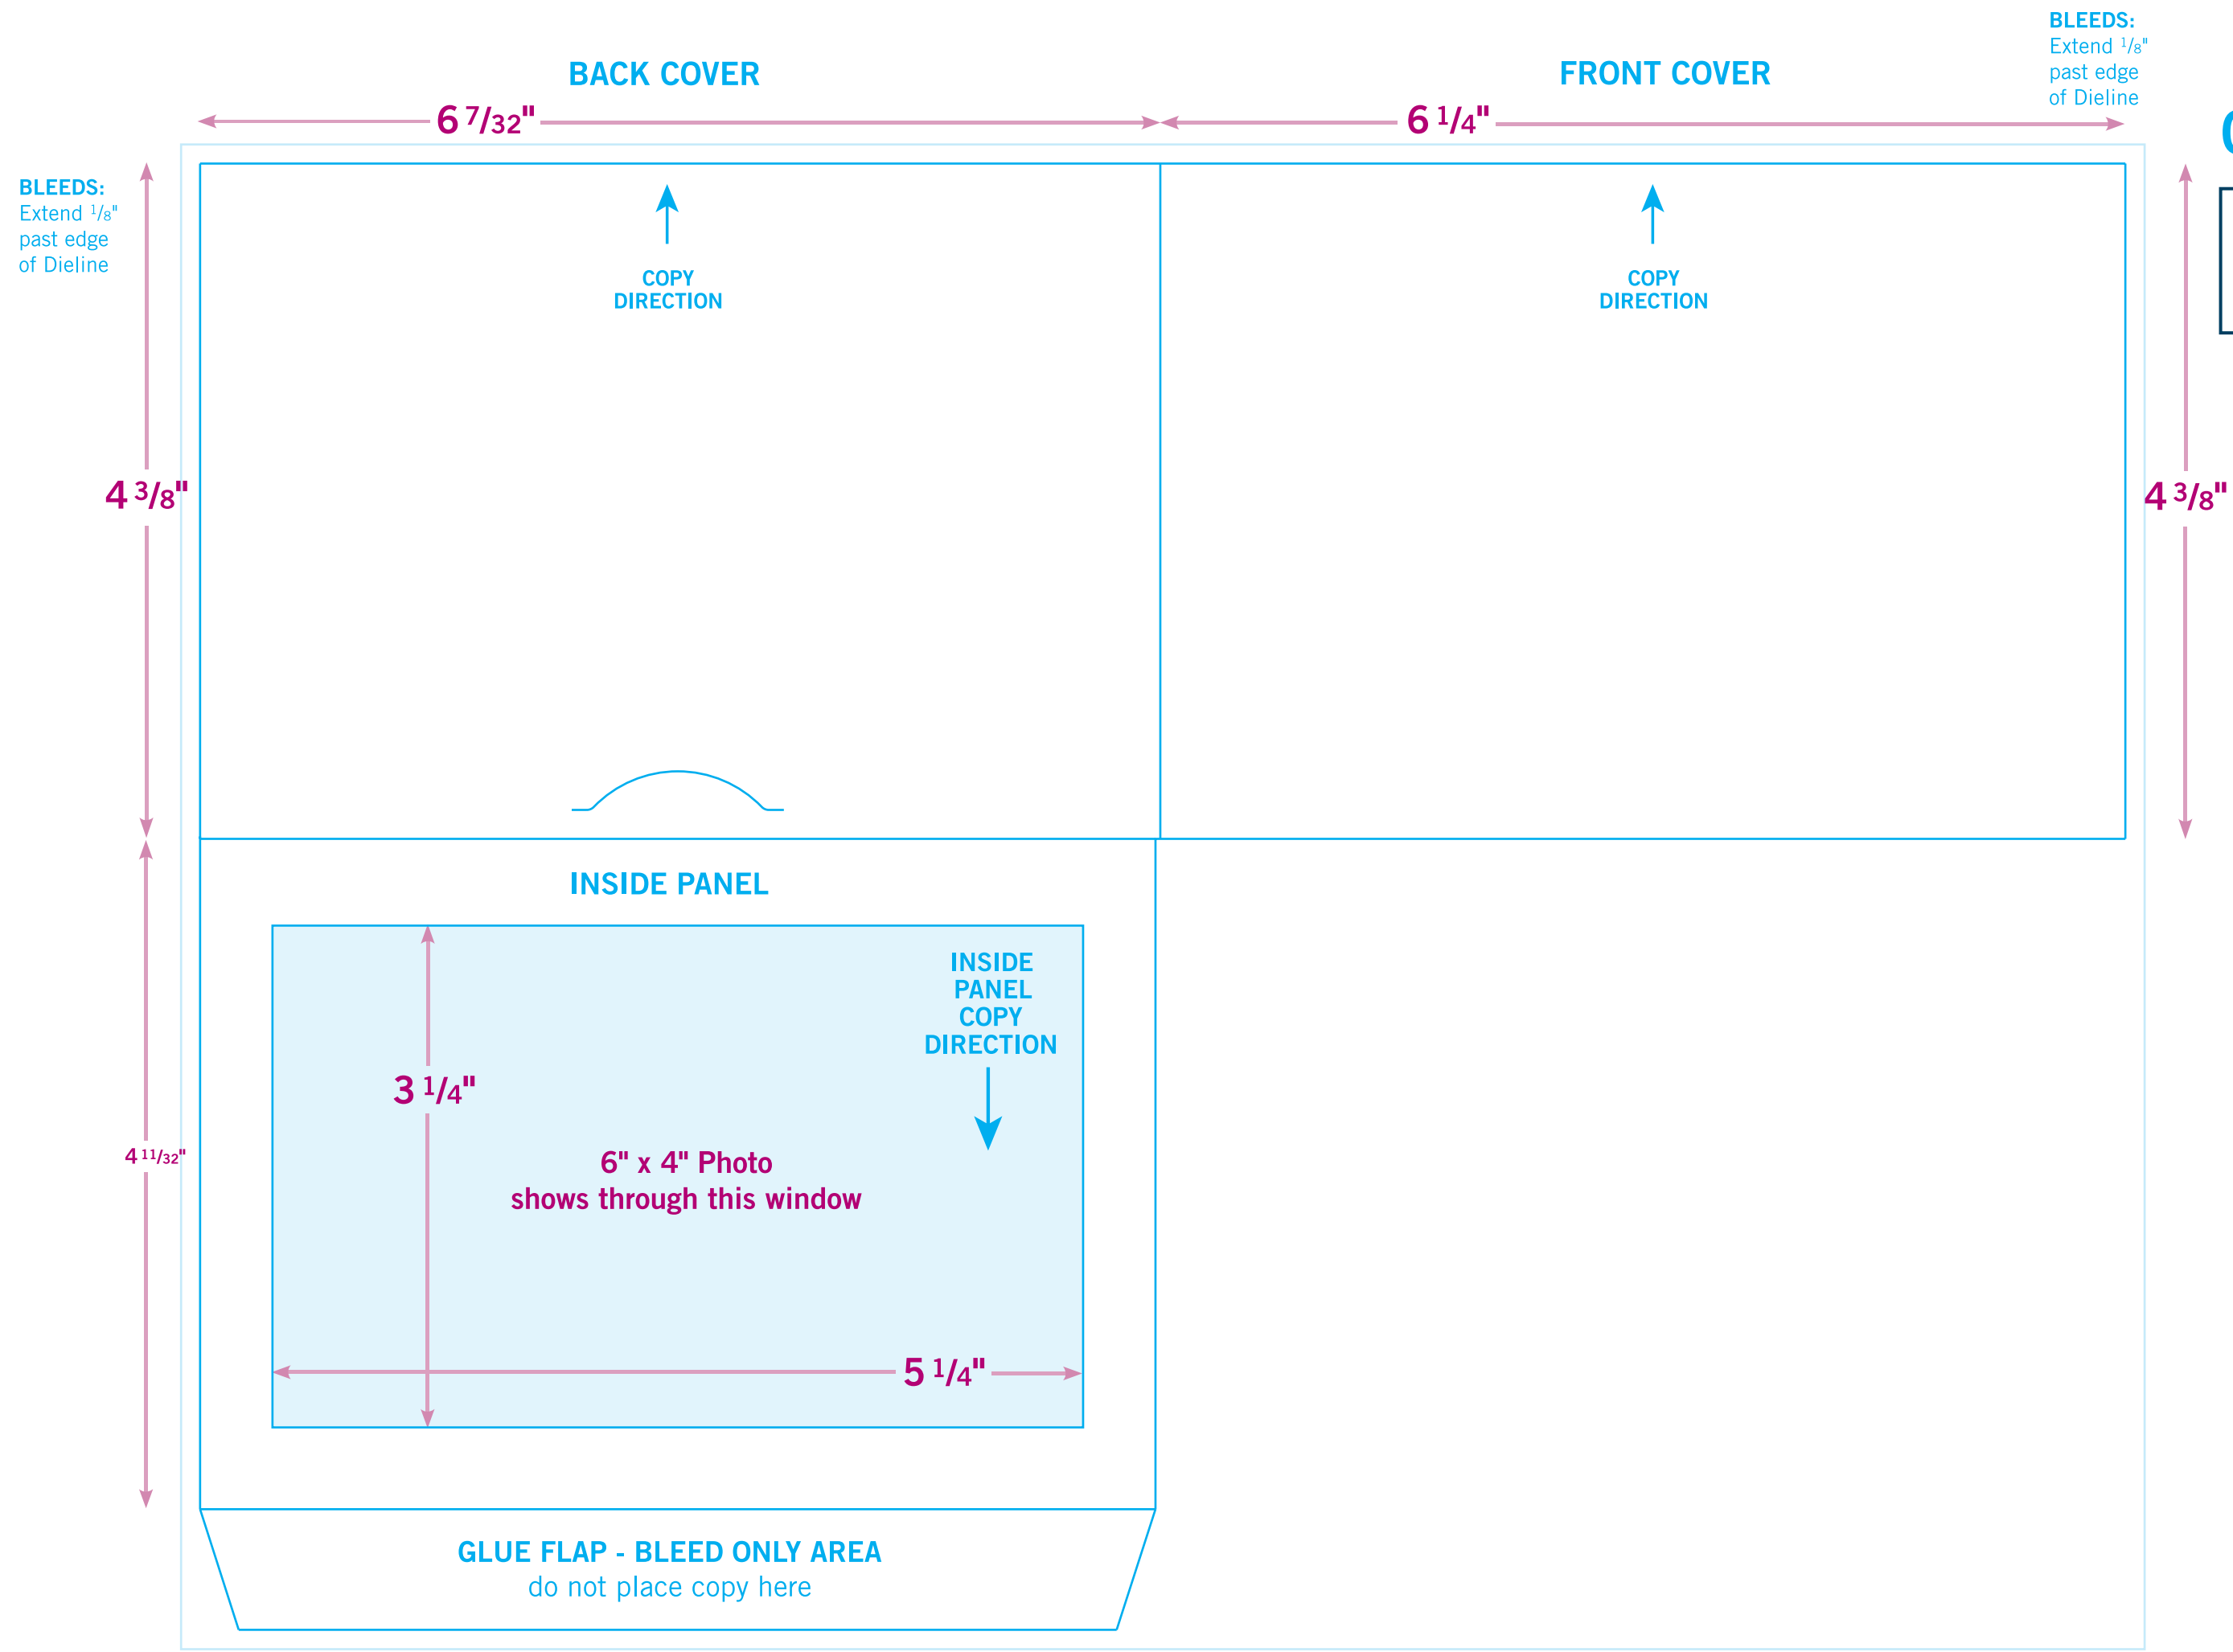 BLEEDS:
Extend 1/8"
past edge
of Dieline
BACK COVER
FRONT COVER
6 7/32"
6 1/4"
BLEEDS:
Extend 1/8"
past edge
of Dieline
COPY
DIRECTION
COPY
DIRECTION
4 3/8"
4 3/8"
INSIDE PANEL
INSIDE
PANEL
COPY
DIRECTION
3 1/4"
4 11/32"
6" x 4" Photo
shows through this window
5 1/4"
GLUE FLAP - BLEED ONLY AREA
do not place copy here